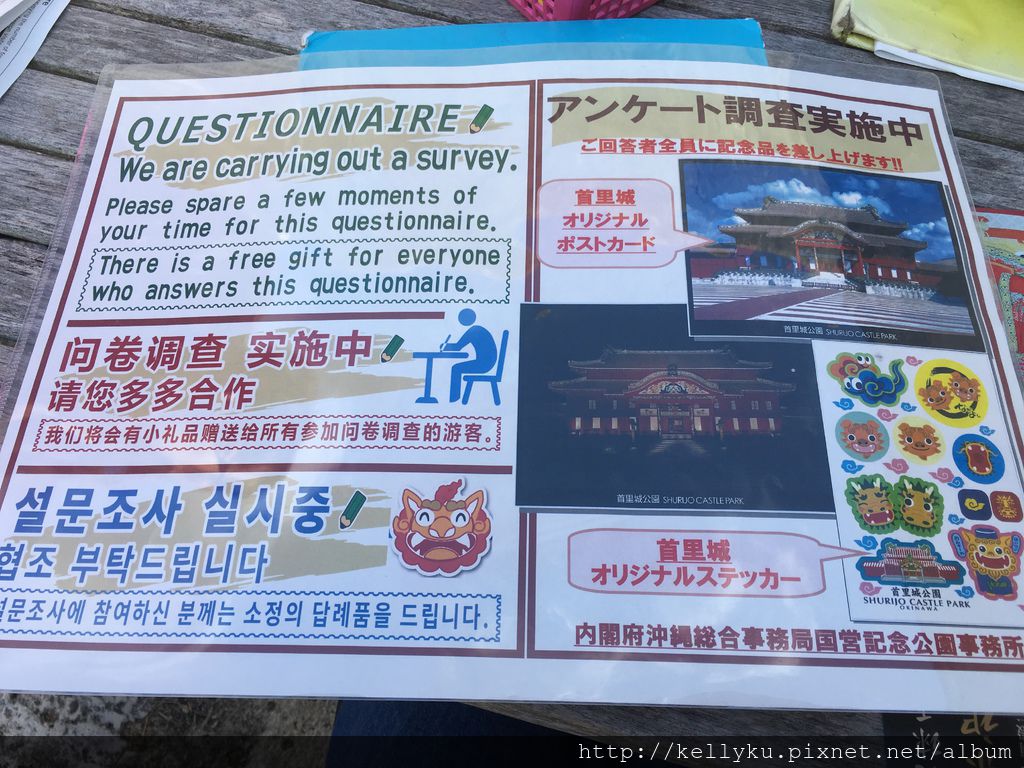 QUESTIONNAIRE
We are carrying out a survey.
Please spare a few moments of
your time for this questionnaire.
There is a free gift for everyone
who answers this questionnaire.
问卷调查 实施中
请您多多合作
我们将会有小礼品赠送给所有参加问卷调查的游客。
설문조사 실시중
협조 부탁드립니다
설문조사에 참여하신 분께는 소정의 답례품을 드립니다.
アンケート調査実施中
ご回答者全員に記念品を差し上げます!!
首里城
オリジナル
ポストカード
首里城公園 SHURIJO CASTLE PARK
首里城公園 SHURIJO CASTLE PARK
首里城
オリジナルステッカー
首里城公園
SHURIJO CASTLE PARK
OKINAWA
内閣府沖縄総合事務局国営記念公園事務所
http://kellyku.pixnet.net/album